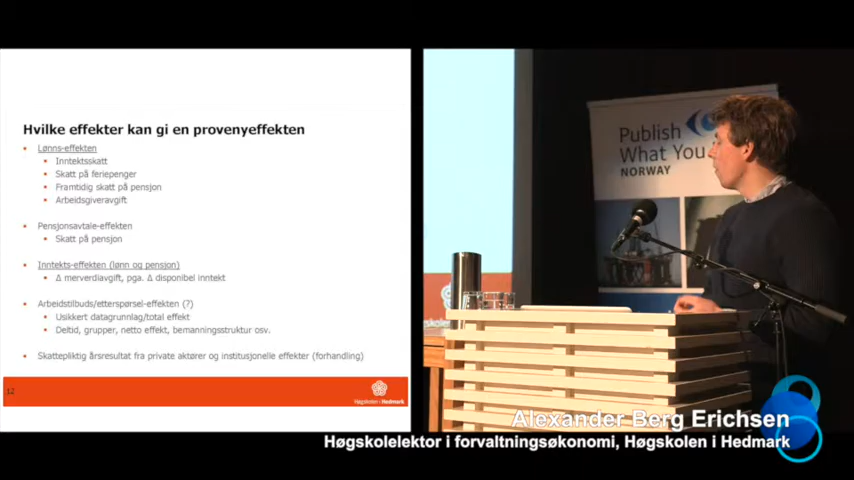 Hvilke effekter kan gi en provenyeffekten
Lønns-effekten
Inntektsskatt
Skatt på feriepenger
Framtidig skatt på pensjon
Arbeidsgiveravgift
Pensjonsavtale-effekten
Skatt på pensjon
Inntekts-effekten (lønn og pensjon)
Δ merverdiavgift, pga. Δ disponibel inntekt
Arbeidstilbuds/etterspørsel-effekten (?)
Usikkert datagrunnlag/total effekt
Deltid, grupper, netto effekt, bemanningsstruktur osv.
Skattepliktig årsresultat fra private aktører og institusjonelle effekter (forhandling)
12
Høgskolen i Hedmark
Publish
What You
NORWAY
Alexander Berg Erichsen
Høgskolelektor i forvaltningsøkonomi, Høgskolen i Hedmark